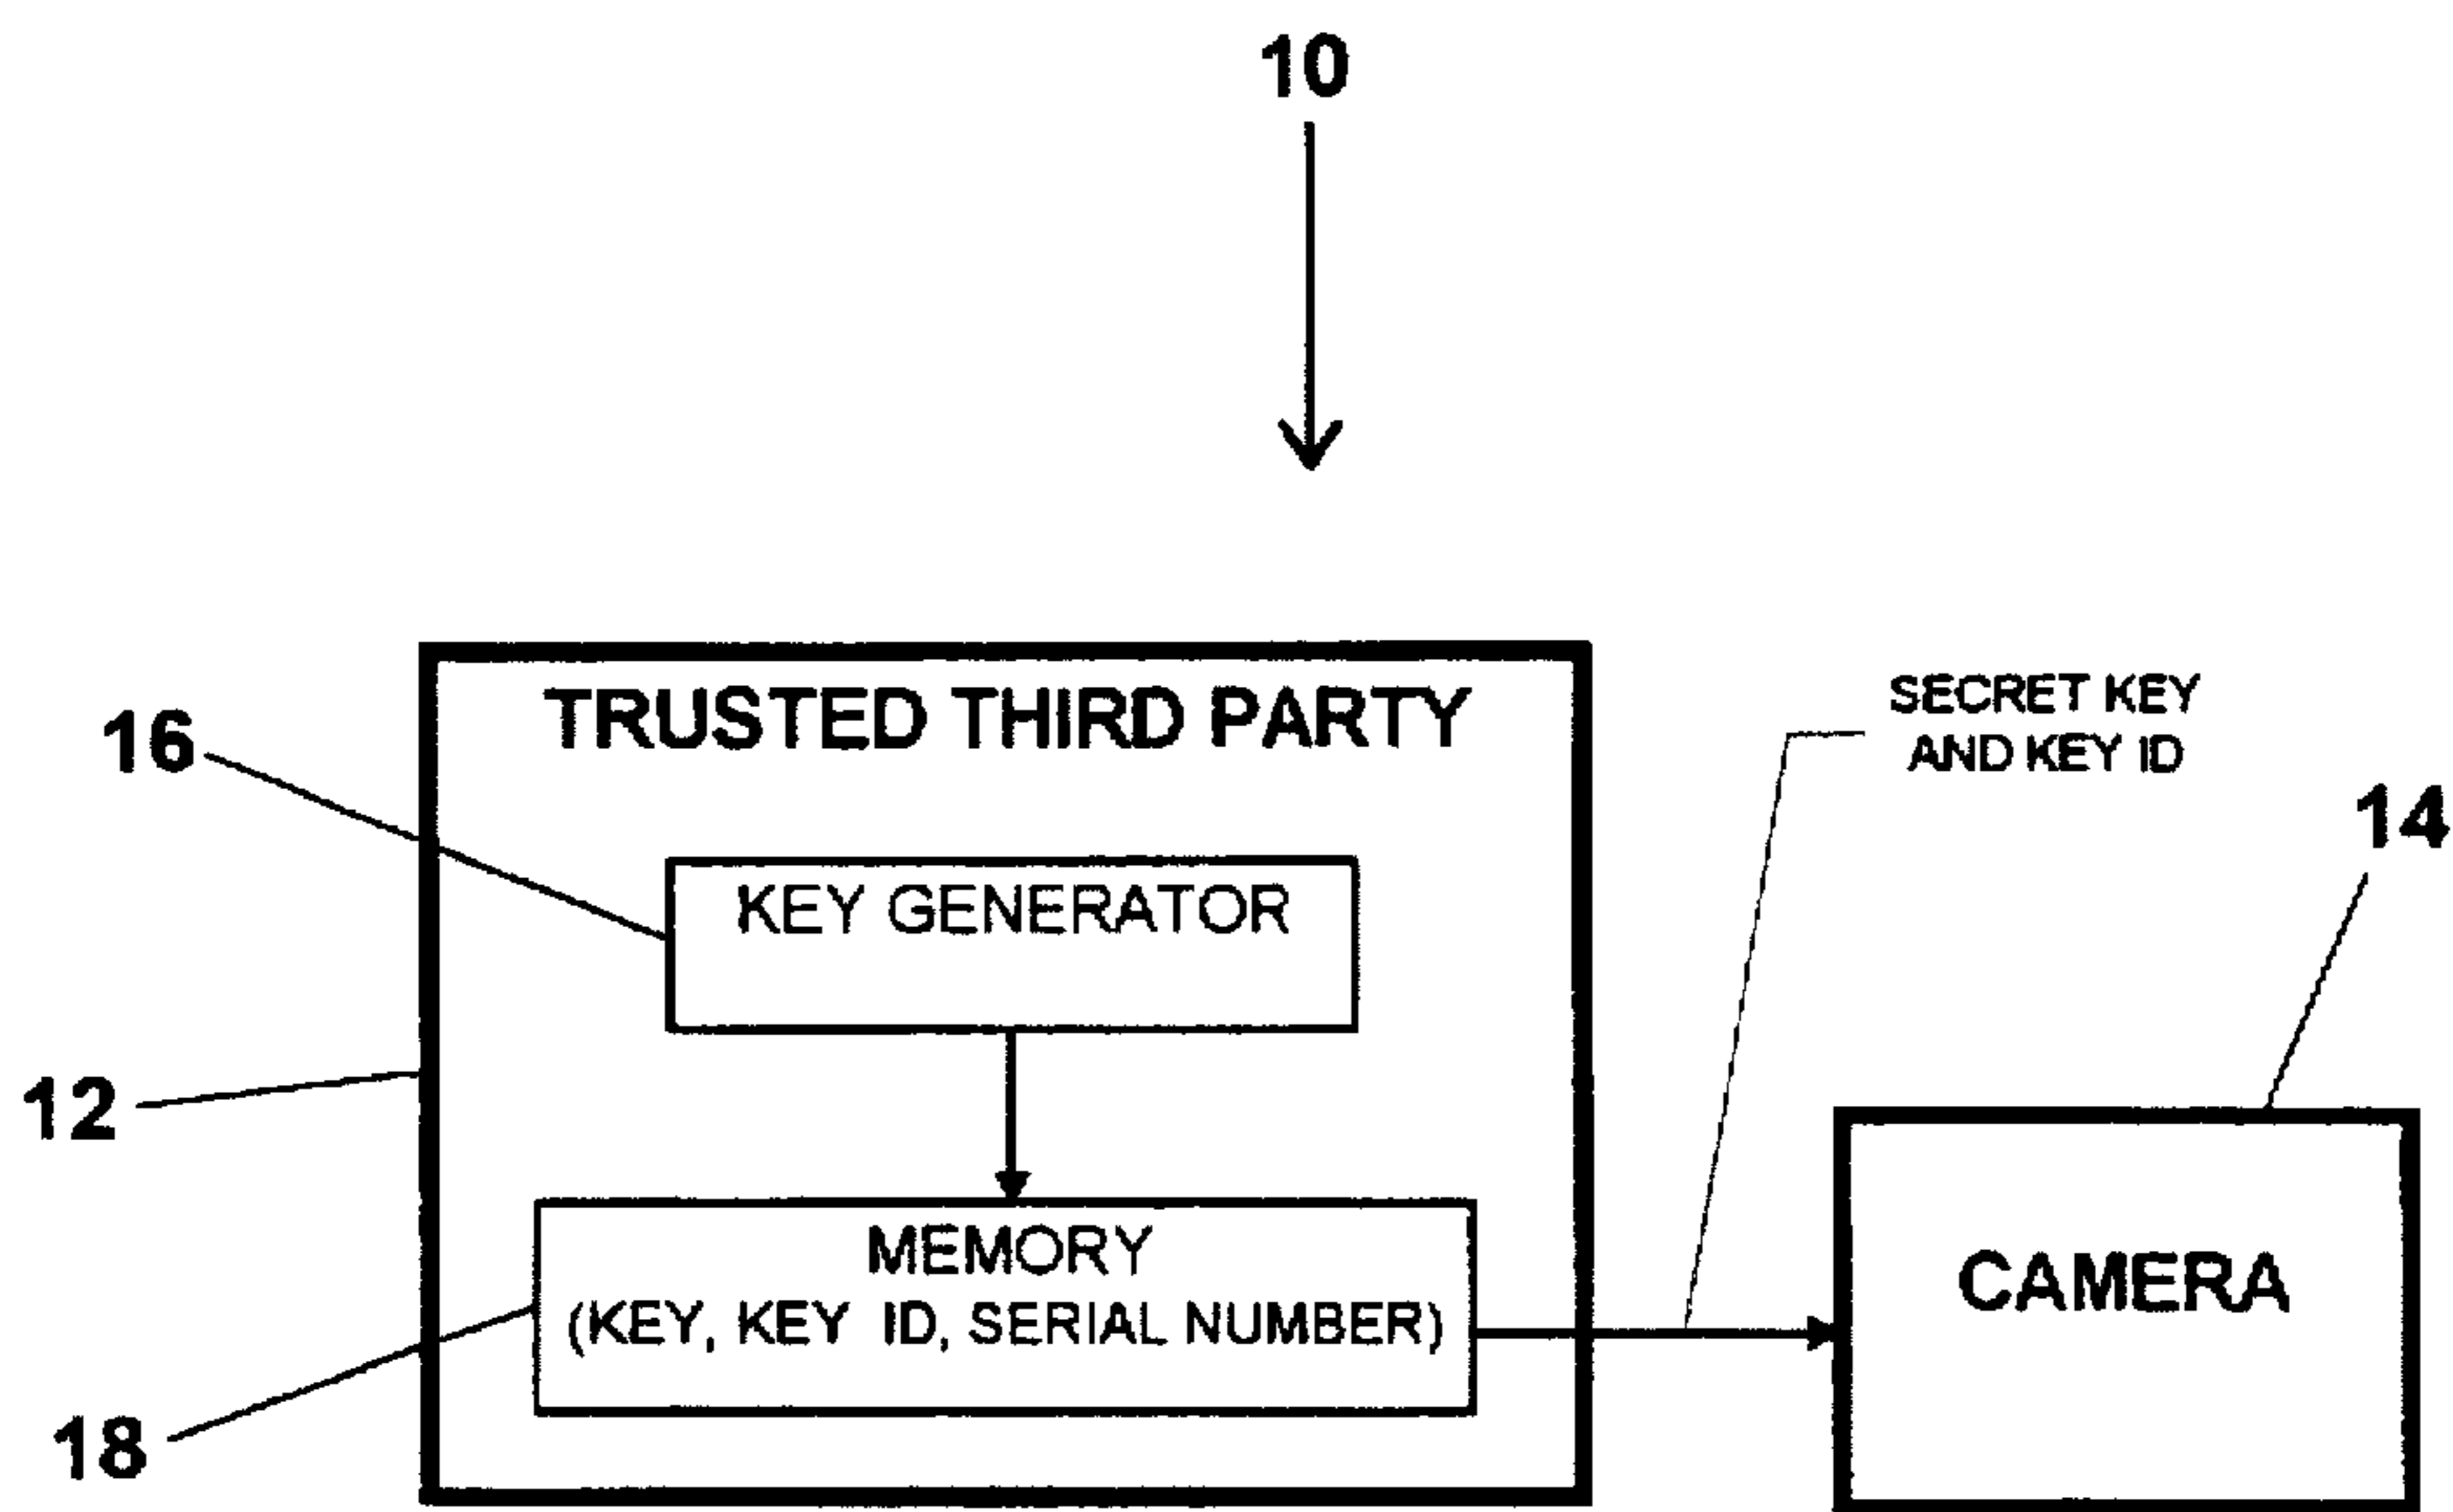 10
TRUSTED THIRD PARTY
SECRET KEY
AND KEY ID
16
14
KEY GENERATOR
12
MEMORY
(KEY, KEY ID, SERIAL NUMBER)
CAMERA
18